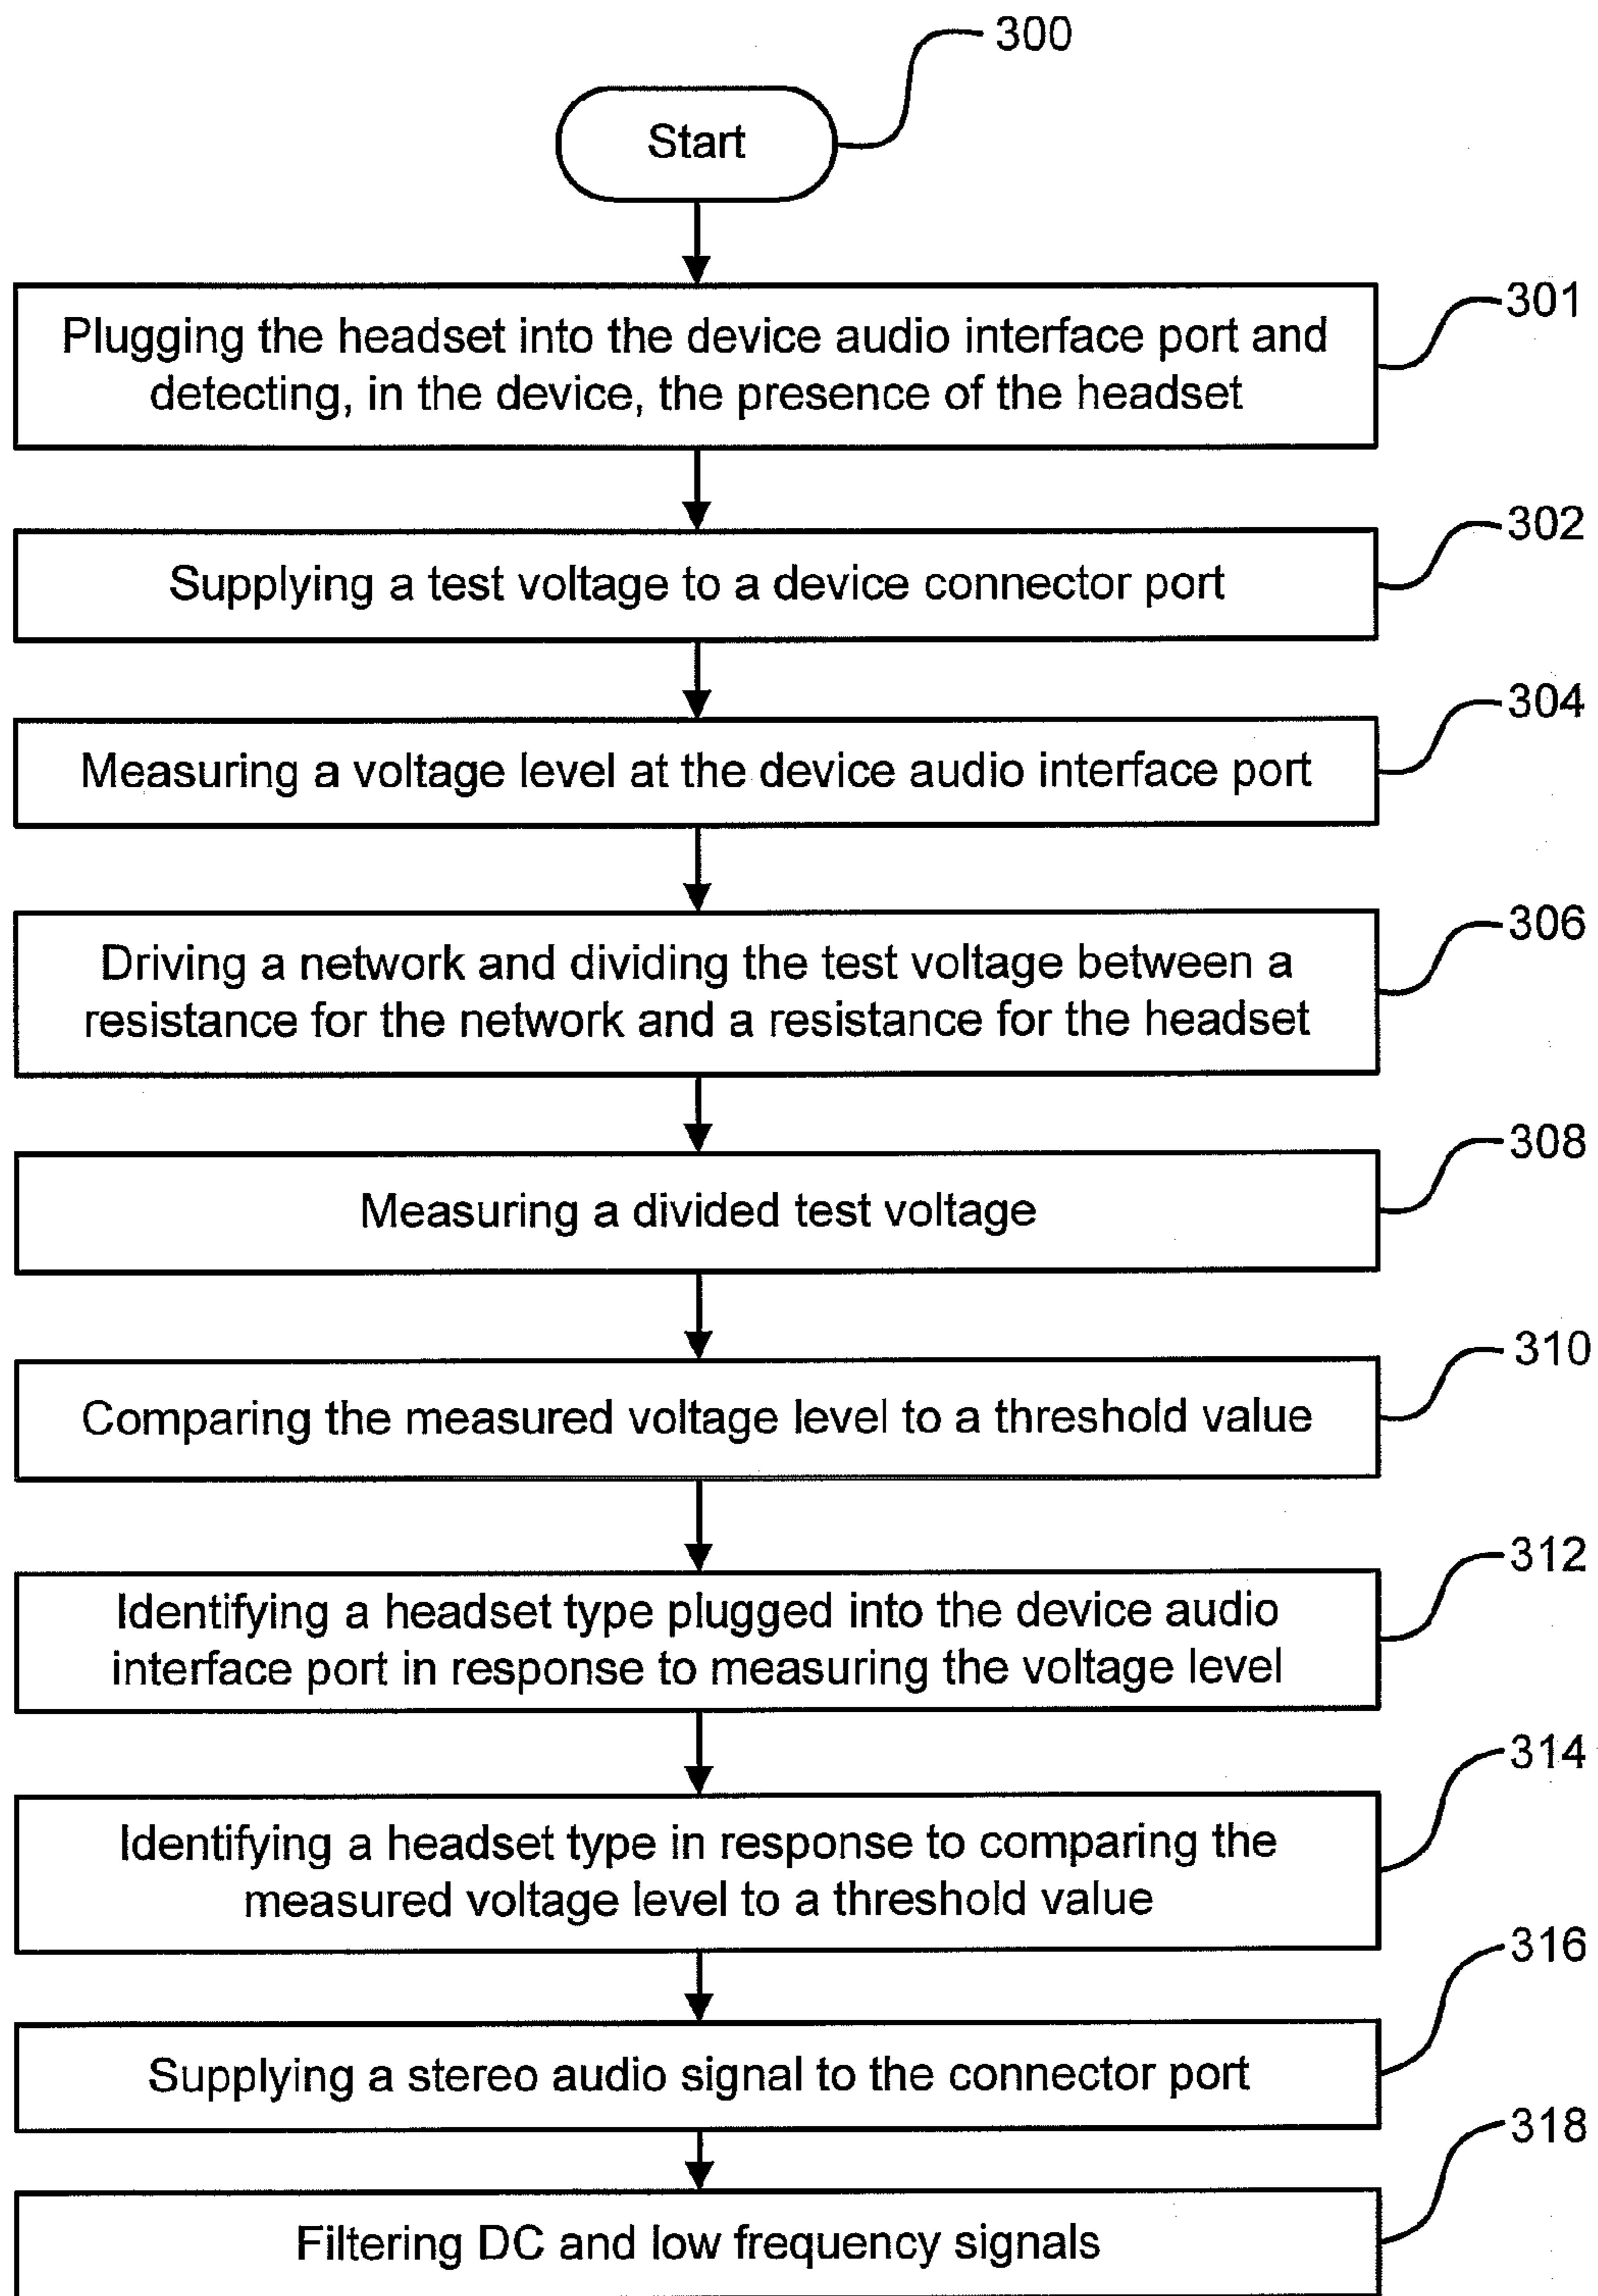 300
Start
301
Plugging the headset into the device audio interface port and
detecting, in the device, the presence of the headset
302
Supplying a test voltage to a device connector port
304
Measuring a voltage level at the device audio interface port
306
Driving a network and dividing the test voltage between a
resistance for the network and a resistance for the headset
308
Measuring a divided test voltage
310
Comparing the measured voltage level to a threshold value
312
Identifying a headset type plugged into the device audio
interface port in response to measuring the voltage level
314
Identifying a headset type in response to comparing the
measured voltage level to a threshold value
316
Supplying a stereo audio signal to the connector port
318
Filtering DC and low frequency signals